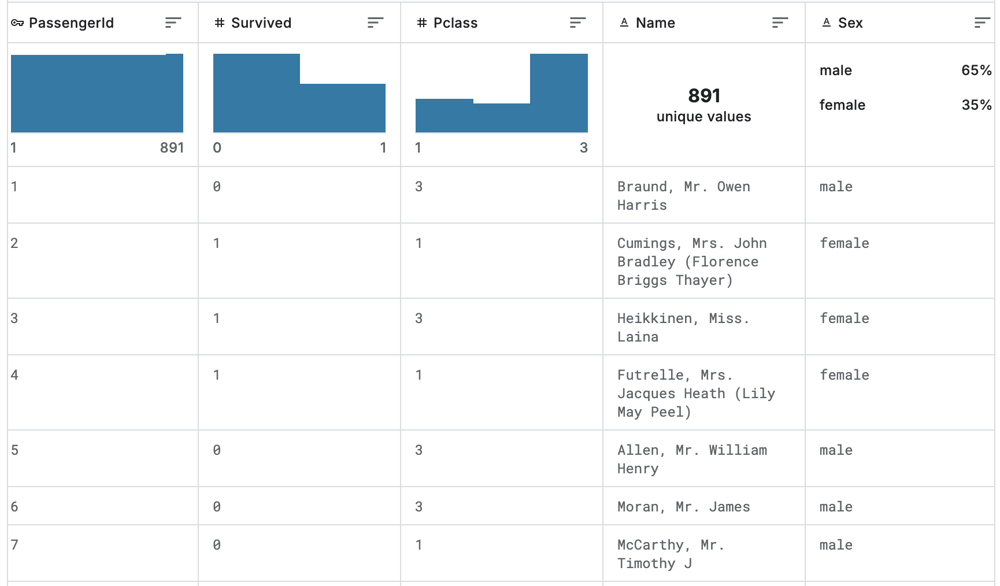 PassengerId
# Survived
# Pclass
A Name
A Sex
1 891
0 1
1 3
891
unique values
male 65%
female 35%
1 0 3 Braund, Mr. Owen male
Harris
2 1 1 Cumings, Mrs. John female
Bradley (Florence
Briggs Thayer)
3 1 3 Heikkinen, Miss. female
Laina
4 1 1 Futrelle, Mrs. female
Jacques Heath (Lily
May Peel)
5 0 3 Allen, Mr. William male
Henry
6 0 3 Moran, Mr. James male
7 0 1 McCarthy, Mr. male
Timothy J